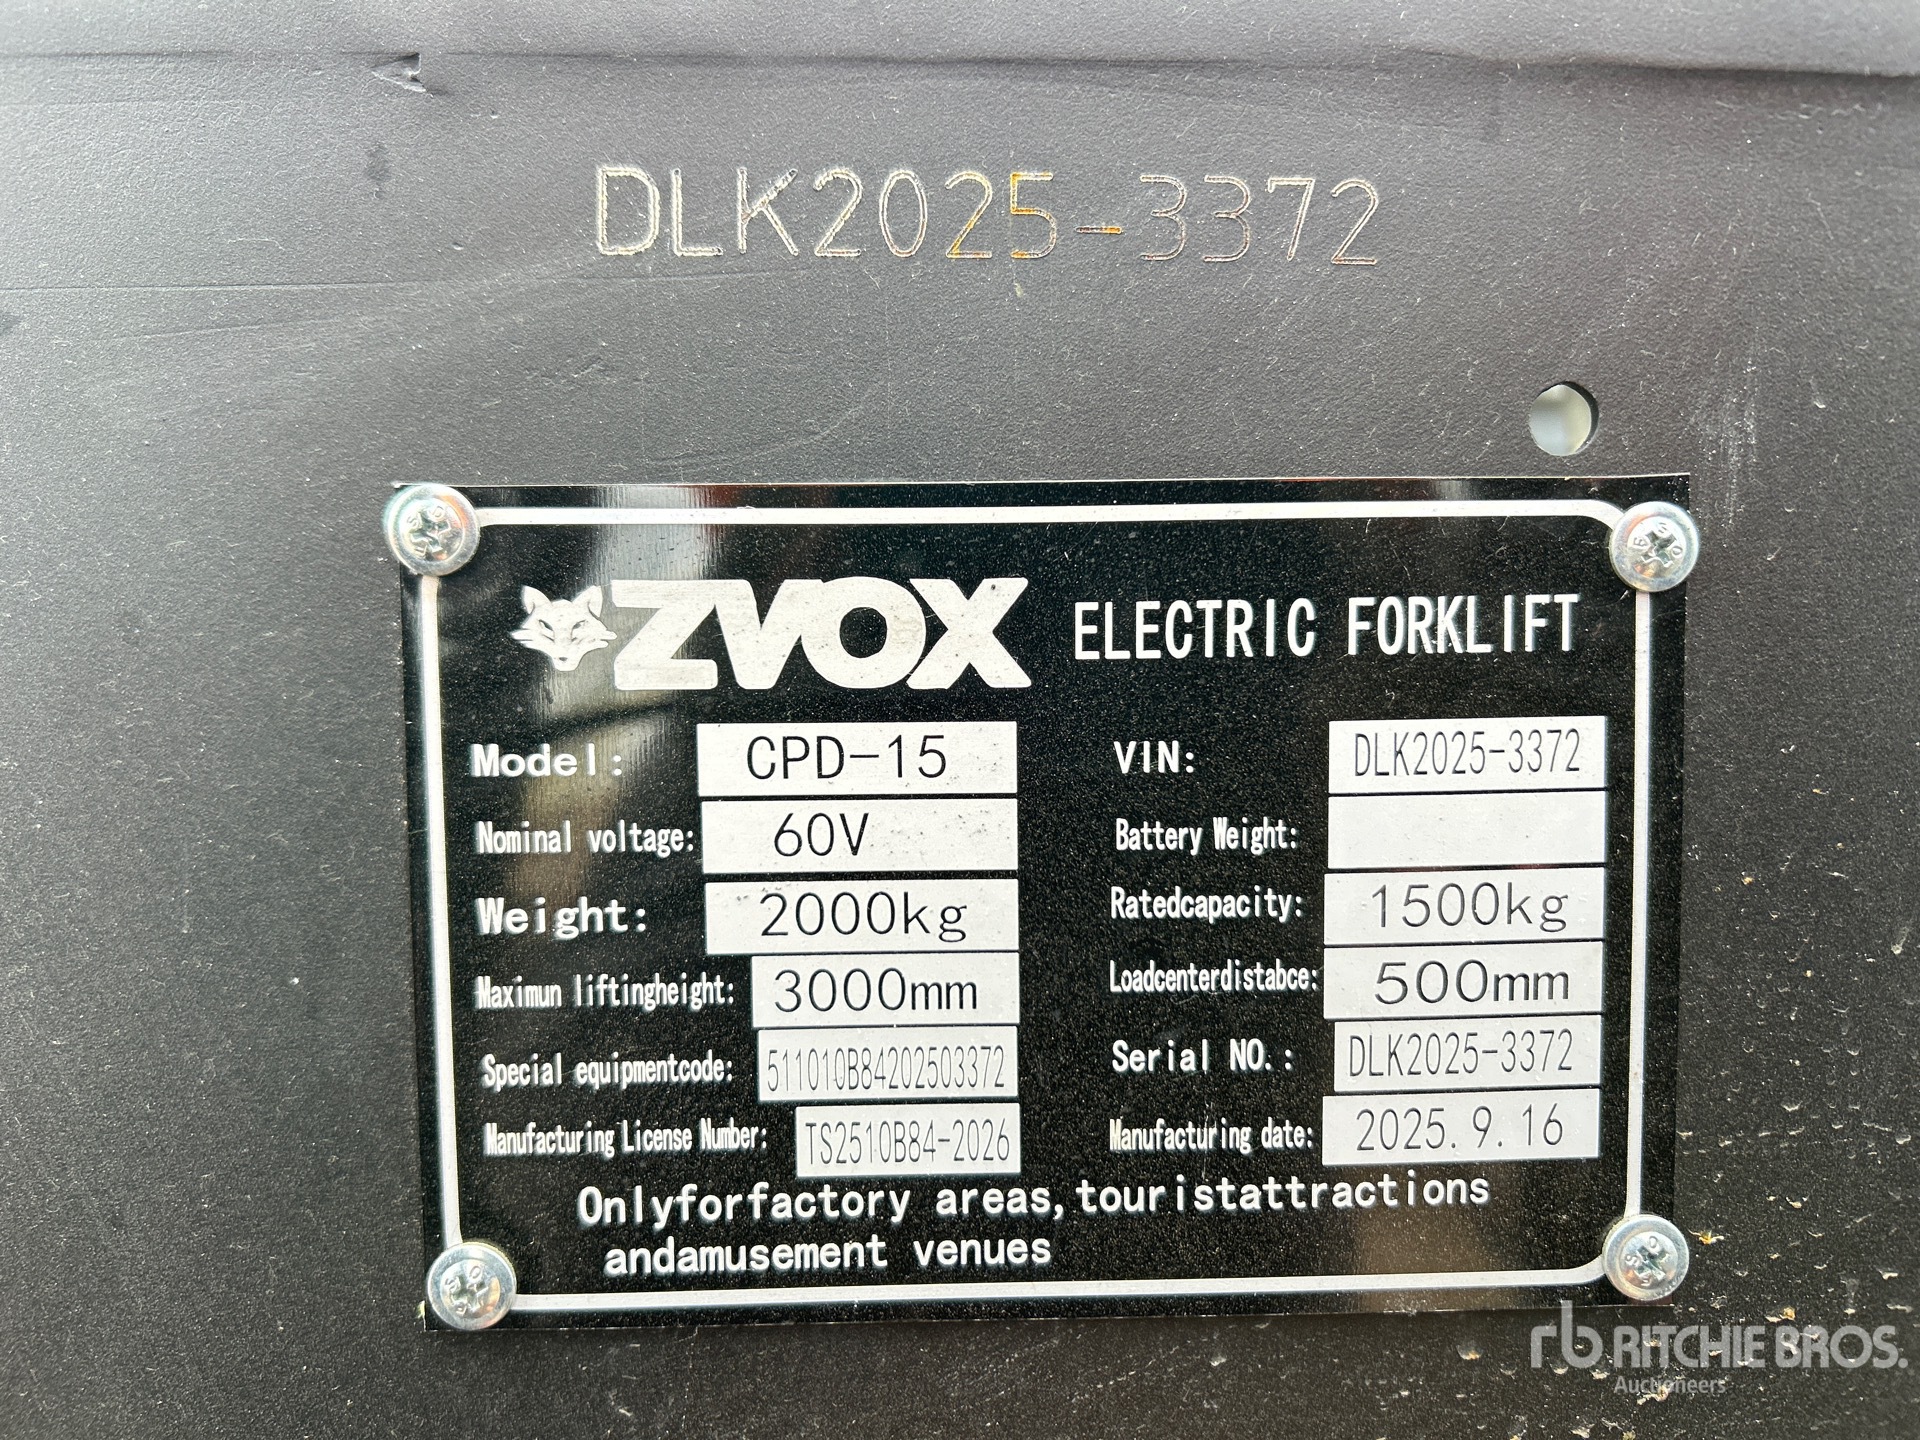 DLK2025-3372
ZVOX ELECTRIC FORKLIFT
Model: CPD-15 VIN: DLK2025-3372
Nominal voltage: 60V Battery Weight:
Weight: 2000kg Ratedcapacity: 1500kg
Maximun liftingheight: 3000mm Loadcenterdistabce: 500mm
Special equipmentcode: 511010B84202503372 Serial NO.: DLK2025-3372
Manufacturing License Number: TS2510B84-2026 Manufacturing date: 2025.9.16
Onlyforfactory areas,touristattractions
andamusement venues
rb RITCHIE BROS.
Auctioneers